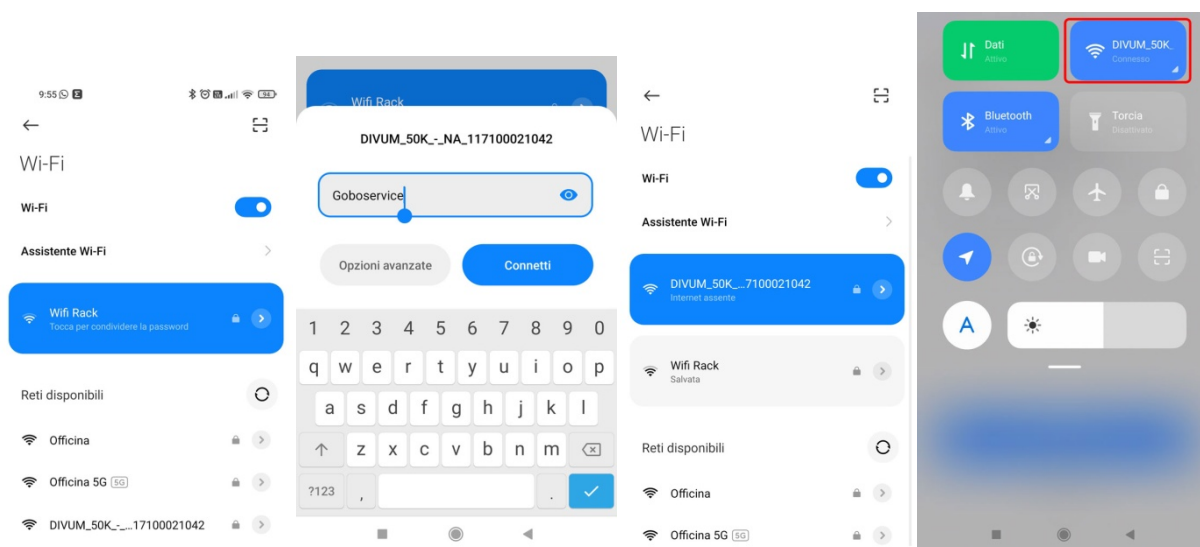 9:55
94
Wi-Fi
Wi-Fi
Assistente Wi-Fi
Wifi Rack
Tocca per condividere la password
Reti disponibili
Officina
Officina 5G 5G
DIVUM_50K_-_...17100021042
Wifi Rack
DIVUM_50K_-_NA_117100021042
Goboservice
Opzioni avanzate
Connetti
1 2 3 4 5 6 7 8 9 0
q w e r t y u i o p
a s d f g h j k l
z x c v b n m
?123 , .
Wi-Fi
Wi-Fi
Assistente Wi-Fi
DIVUM_50K_...7100021042
Internet assente
Wifi Rack
Salvata
Reti disponibili
Officina
Officina 5G 5G
Dati
Attivo
DIVUM_50K_
Connesso
Bluetooth
Attivo
Torcia
Disattivato
A